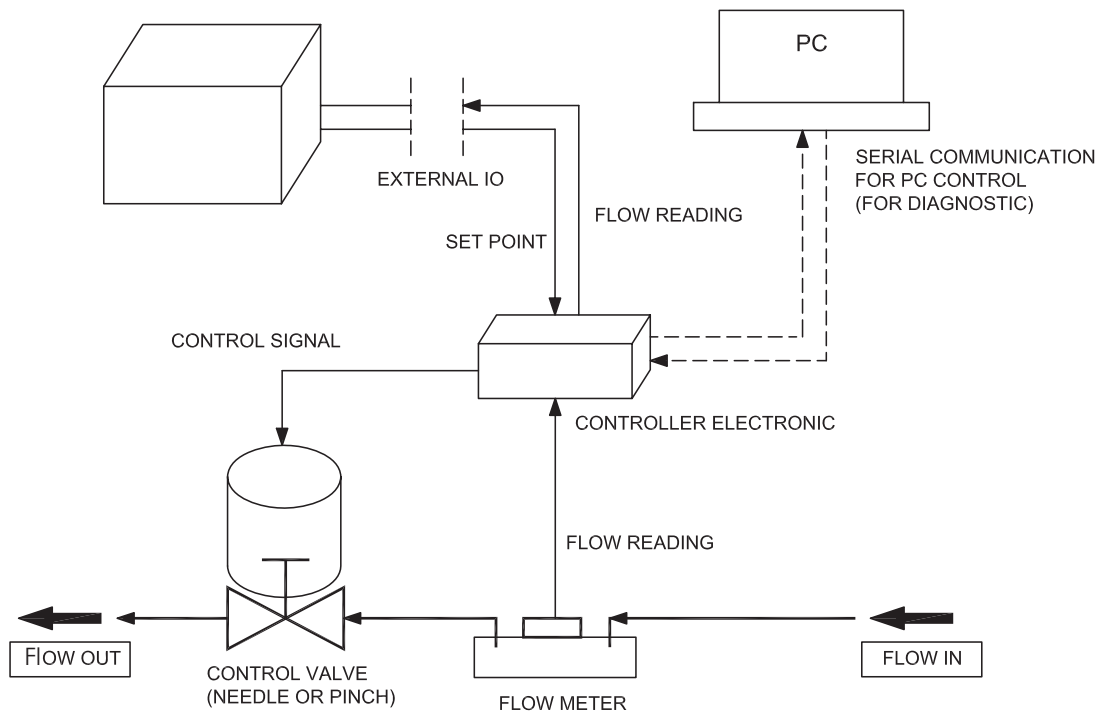 PC
SERIAL COMMUNICATION
FOR PC CONTROL
(FOR DIAGNOSTIC)
EXTERNAL IO
FLOW READING
SET POINT
CONTROL SIGNAL
CONTROLLER ELECTRONIC
FLOW READING
FlOW OUT
FLOW IN
CONTROL VALVE
(NEEDLE OR PINCH)
FLOW METER